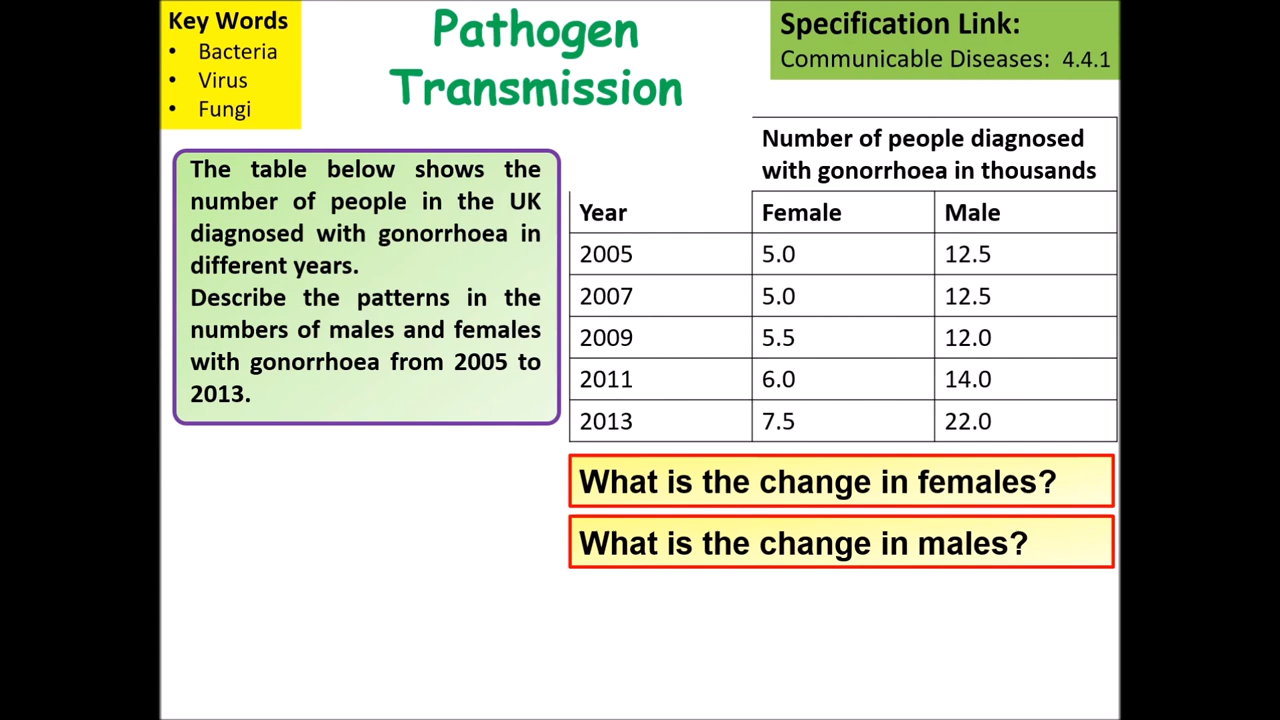 Key Words
• Bacteria
• Virus
• Fungi
Pathogen
Transmission
Specification Link:
Communicable Diseases: 4.4.1
The table below shows the
number of people in the UK
diagnosed with gonorrhoea in
different years.
Describe the patterns in the
numbers of males and females
with gonorrhoea from 2005 to
2013.
Number of people diagnosed
with gonorrhoea in thousands
Year Female Male
2005 5.0 12.5
2007 5.0 12.5
2009 5.5 12.0
2011 6.0 14.0
2013 7.5 22.0
What is the change in females?
What is the change in males?